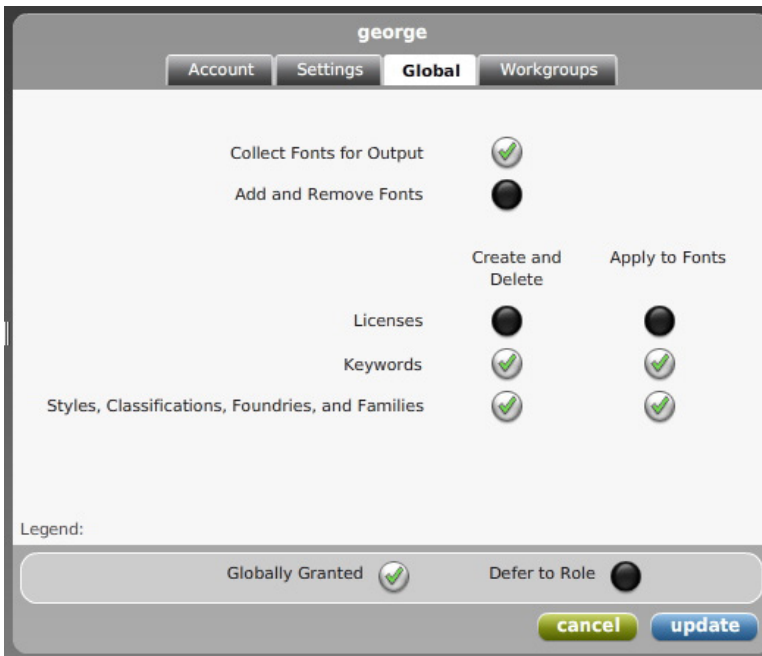 george
Account Settings Global Workgroups
Collect Fonts for Output
Add and Remove Fonts
Create and Delete Apply to Fonts
Licenses
Keywords
Styles, Classifications, Foundries, and Families
Legend:
Globally Granted Defer to Role
cancel update